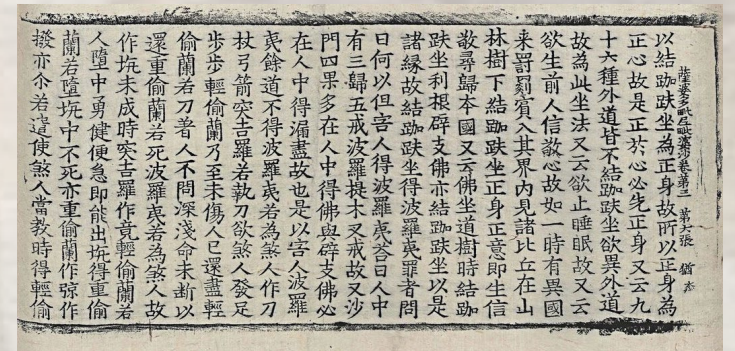 薩婆多毗尼毗婆沙卷第三 第六張 猶
以結跏趺坐為正身故所以正身為
正心故是正於心必先正身又云九
十六種外道皆不結跏趺坐欲異外道
故為此坐法又云欲止睡眠故又云
欲生前人信敬心故如一時有異國
来罰罽賓入其界內見諸比丘在山
林樹下結跏趺坐正身正意即生信
敬尋歸本國又云佛坐道樹時結跏
趺坐利根辟支佛亦結跏趺坐以是
諸緣故結跏趺坐得波羅夷罪者問
曰何以但害人得波羅夷荅曰人中
有三歸五戒波羅提木叉戒故又沙
門四果多在人中得佛與辟支佛必
在人中得漏盡故也是以害人波羅
夷餘道不得波羅夷若為煞人作刀
杖弓箭突吉羅若執刀欲煞人發足
步步輕偷蘭乃至未傷人已還盡輕
偷蘭若刀著人不問深淺命未斷以
還重偷蘭若死波羅夷若為煞人故
作坑未成時突吉羅作竟輕偷蘭若
人墮中勇健便急即能出坑得重偷
蘭若墮坑中不死亦重偷蘭作弶作
撥亦尒若遣使煞人當教時得輕偷